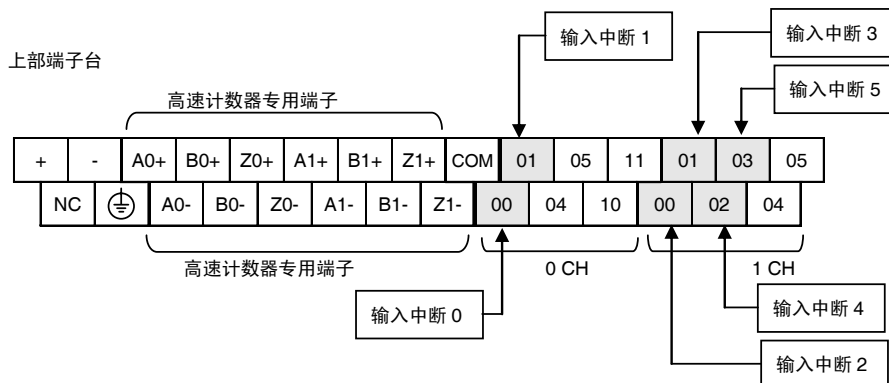 输入中断 1
输入中断 3
上部端子台
输入中断 5
高速计数器专用端子
+ - A0+ B0+ Z0+ A1+ B1+ Z1+ COM 01 05 11 01 03 05
NC A0- B0- Z0- A1- B1- Z1- 00 04 10 00 02 04
高速计数器专用端子 0 CH 1 CH
输入中断 0
输入中断 4
输入中断 2